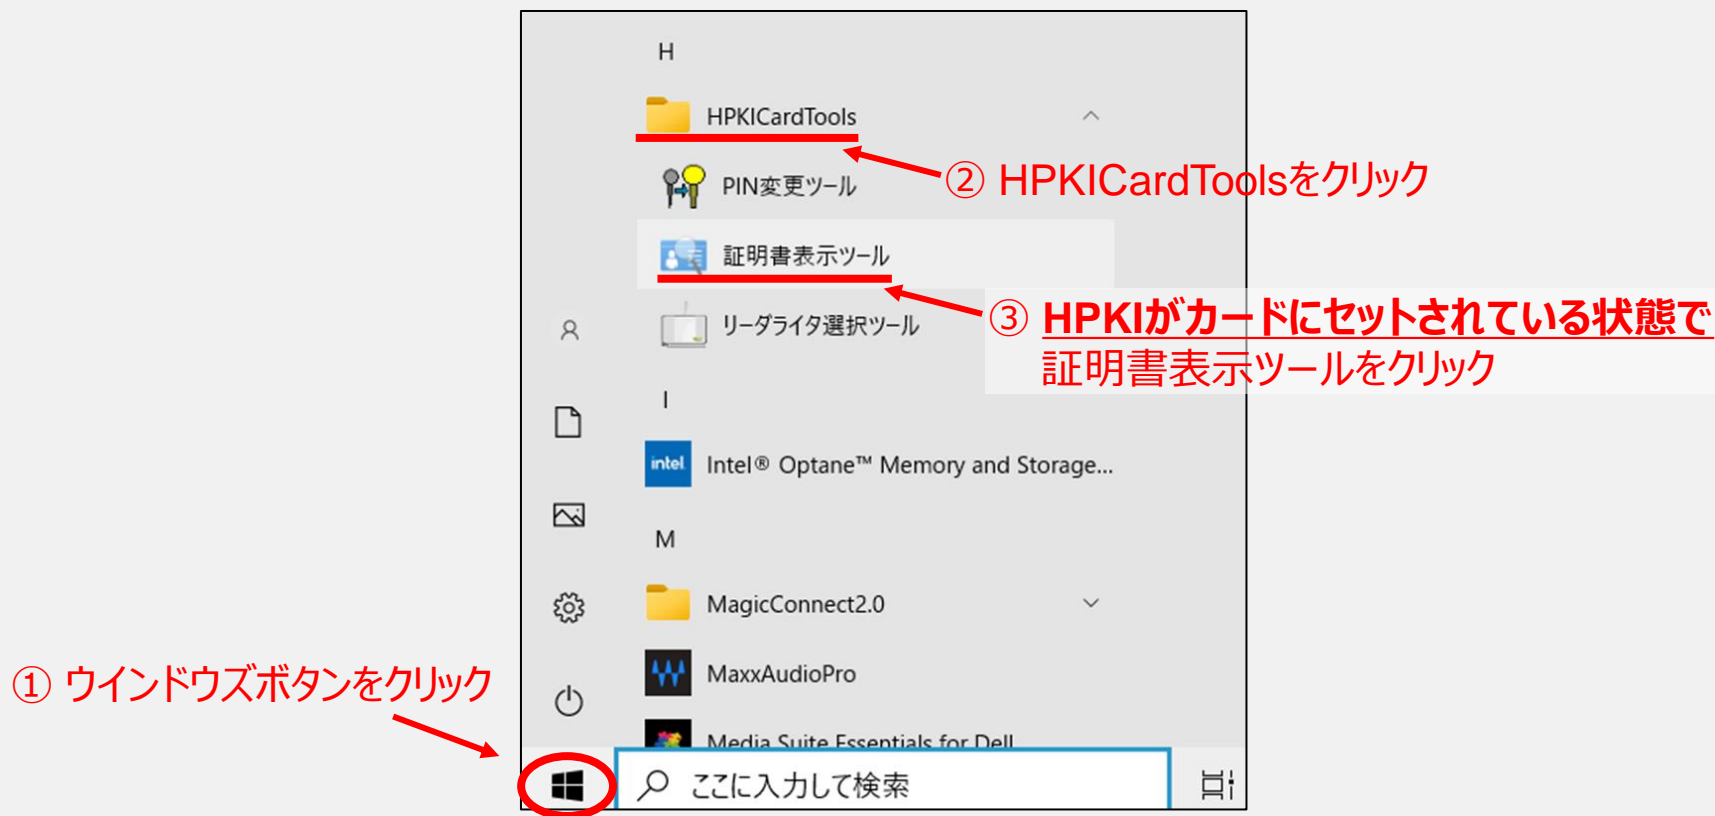 H
HPKICardTools
② HPKICardToolsをクリック
PIN変更ツール
証明書表示ツール
③ HPKIがカードにセットされている状態で
証明書表示ツールをクリック
リーダライタ選択ツール
I
intel
Intel® Optane™ Memory and Storage...
M
MagicConnect2.0
① ウインドウズボタンをクリック
MaxxAudioPro
Media Suite Essentials for Dell
ここに入力して検索